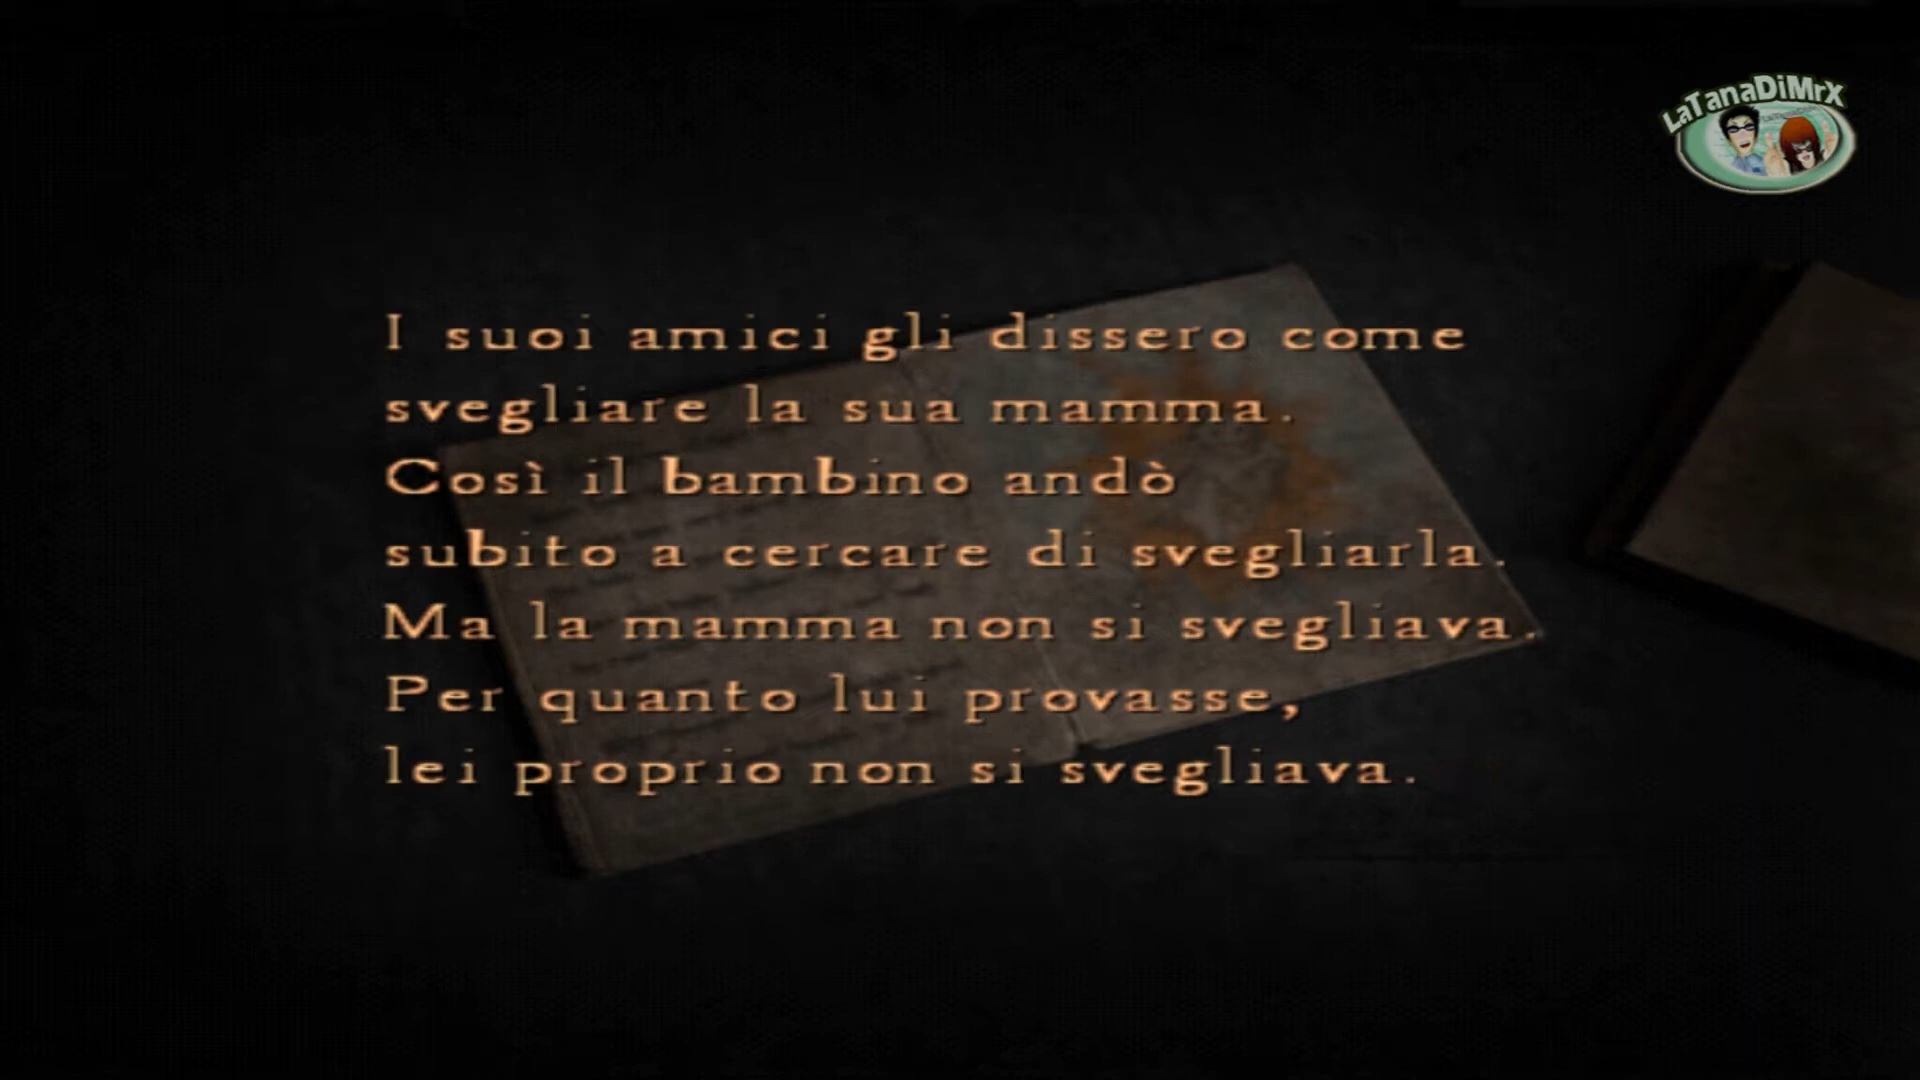 LaTanaDiMrX
I suoi amici gli dissero come
svegliare la sua mamma.
Così il bambino andò
subito a cercare di svegliarla.
Ma la mamma non si svegliava.
Per quanto lui provasse,
lei proprio non si svegliava.